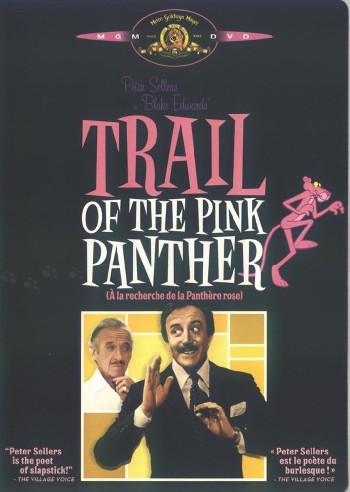 Metro Goldwyn Mayer
MGM DVD
Peter Sellers
in Blake Edwards'
TRAIL
OF THE PINK
PANTHER
(À la recherche de la Panthère rose)
"Peter Sellers
is the poet
of slapstick!"
- THE VILLAGE VOICE
« Peter Sellers
est le poète du
burlesque ! »
- THE VILLAGE VOICE